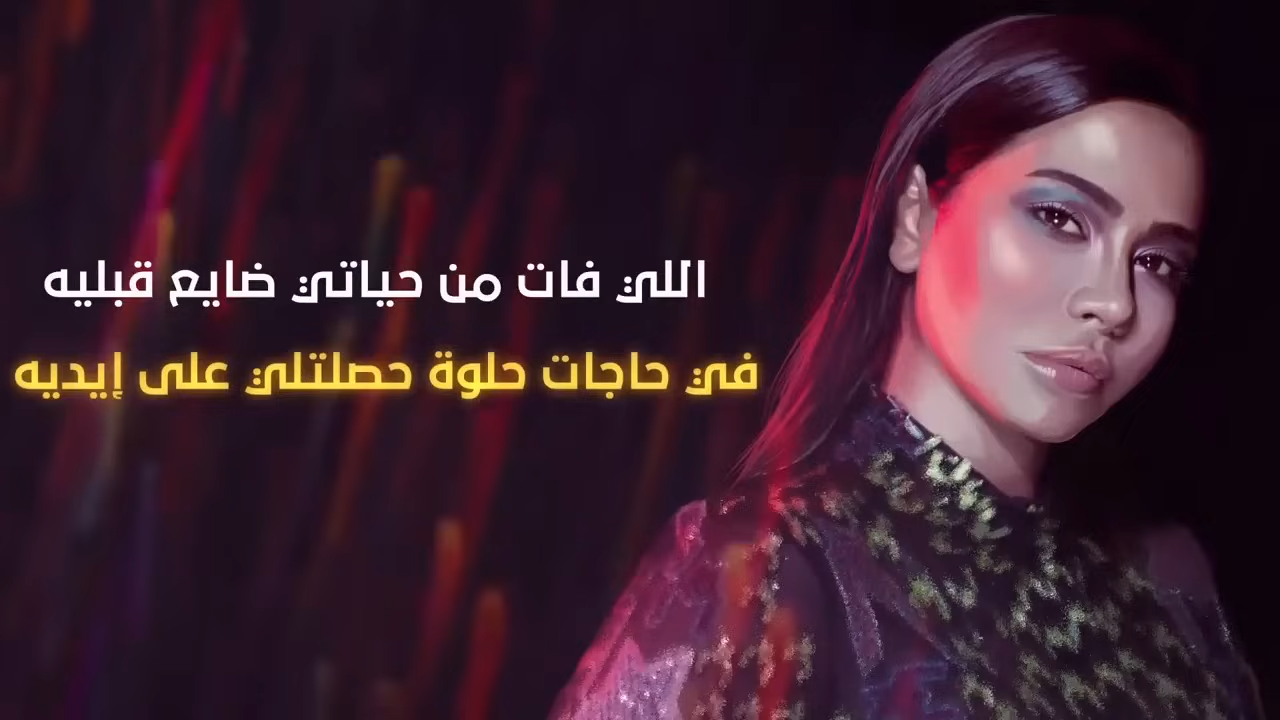 اللي فات من حياتي ضايع قبليه
في حاجات حلوة حصلتلي على إيديه